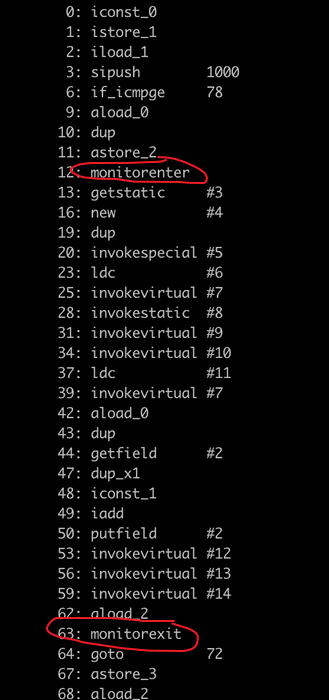 0: iconst_0
1: istore_1
2: iload_1
3: sipush 1000
6: if_icmpge 78
9: aload_0
10: dup
11: astore_2
12: monitorenter
13: getstatic #3
16: new #4
19: dup
20: invokespecial #5
23: ldc #6
25: invokevirtual #7
28: invokestatic #8
31: invokevirtual #9
34: invokevirtual #10
37: ldc #11
39: invokevirtual #7
42: aload_0
43: dup
44: getfield #2
47: dup_x1
48: iconst_1
49: iadd
50: putfield #2
53: invokevirtual #12
56: invokevirtual #13
59: invokevirtual #14
62: aload_2
63: monitorexit
64: goto 72
67: astore_3
68: aload_2